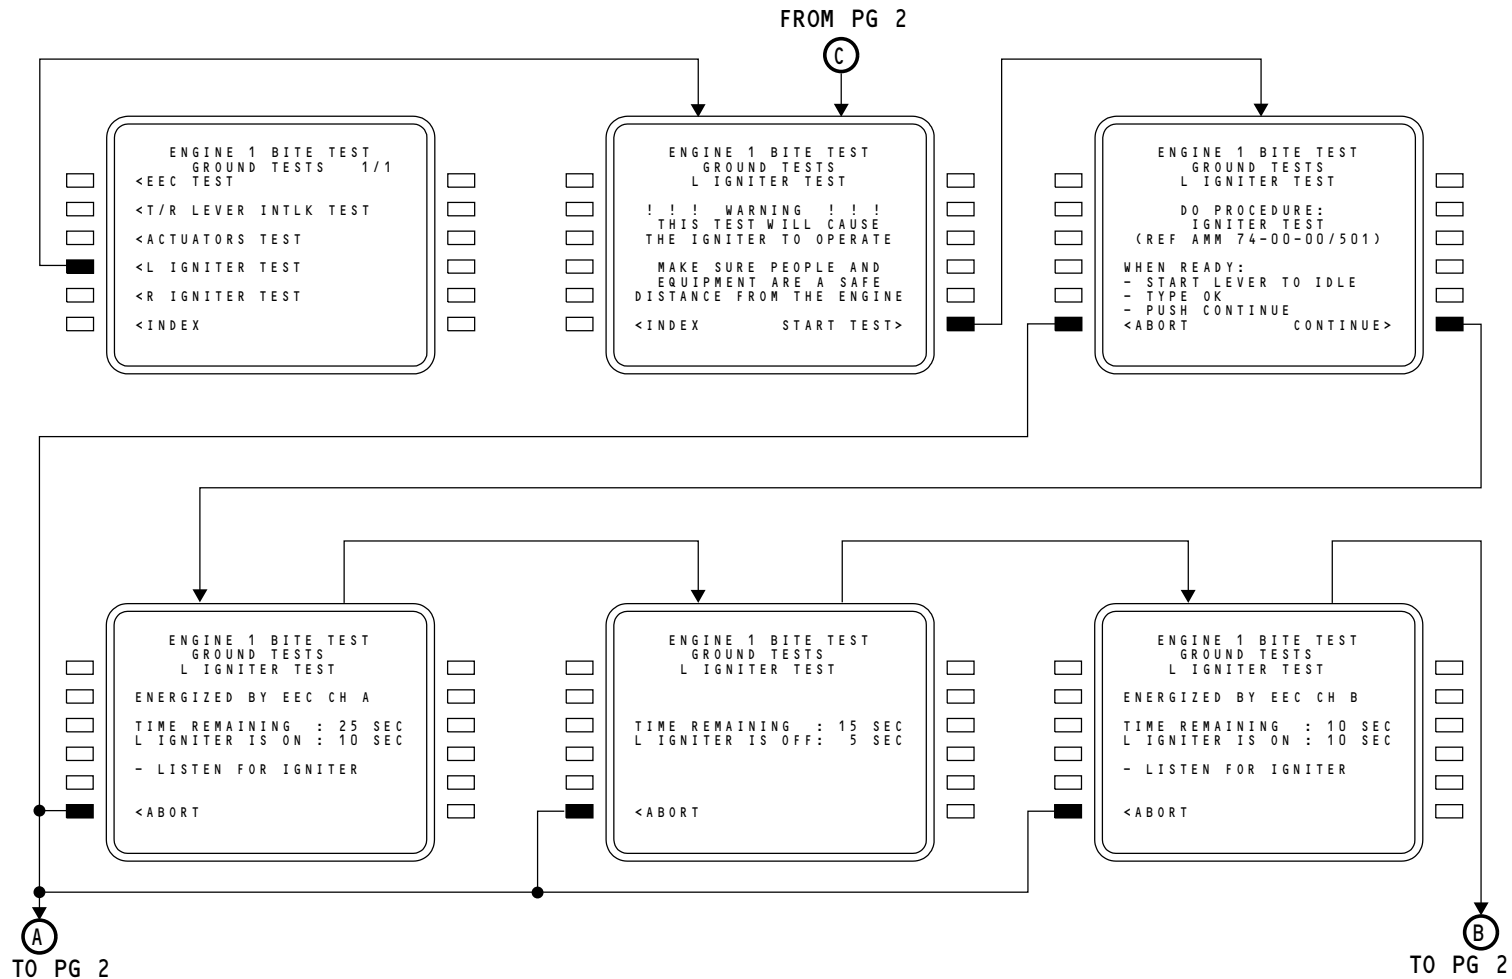 FROM PG 2
C
ENGINE 1 BITE TEST
GROUND TESTS 1/1
<EEC TEST
<T/R LEVER INTLK TEST
<ACTUATORS TEST
<L IGNITER TEST
<R IGNITER TEST
<INDEX
ENGINE 1 BITE TEST
GROUND TESTS
L IGNITER TEST
! ! ! WARNING ! ! !
THIS TEST WILL CAUSE
THE IGNITER TO OPERATE
MAKE SURE PEOPLE AND
EQUIPMENT ARE A SAFE
DISTANCE FROM THE ENGINE
<INDEX START TEST>
ENGINE 1 BITE TEST
GROUND TESTS
L IGNITER TEST
DO PROCEDURE:
IGNITER TEST
(REF AMM 74-00-00/501)
WHEN READY:
- START LEVER TO IDLE
- TYPE OK
- PUSH CONTINUE
<ABORT CONTINUE>
ENGINE 1 BITE TEST
GROUND TESTS
L IGNITER TEST
ENERGIZED BY EEC CH A
TIME REMAINING : 25 SEC
L IGNITER IS ON : 10 SEC
- LISTEN FOR IGNITER
<ABORT
ENGINE 1 BITE TEST
GROUND TESTS
L IGNITER TEST
TIME REMAINING : 15 SEC
L IGNITER IS OFF: 5 SEC
<ABORT
ENGINE 1 BITE TEST
GROUND TESTS
L IGNITER TEST
ENERGIZED BY EEC CH B
TIME REMAINING : 10 SEC
L IGNITER IS ON : 10 SEC
- LISTEN FOR IGNITER
<ABORT
A
TO PG 2
B
TO PG 2